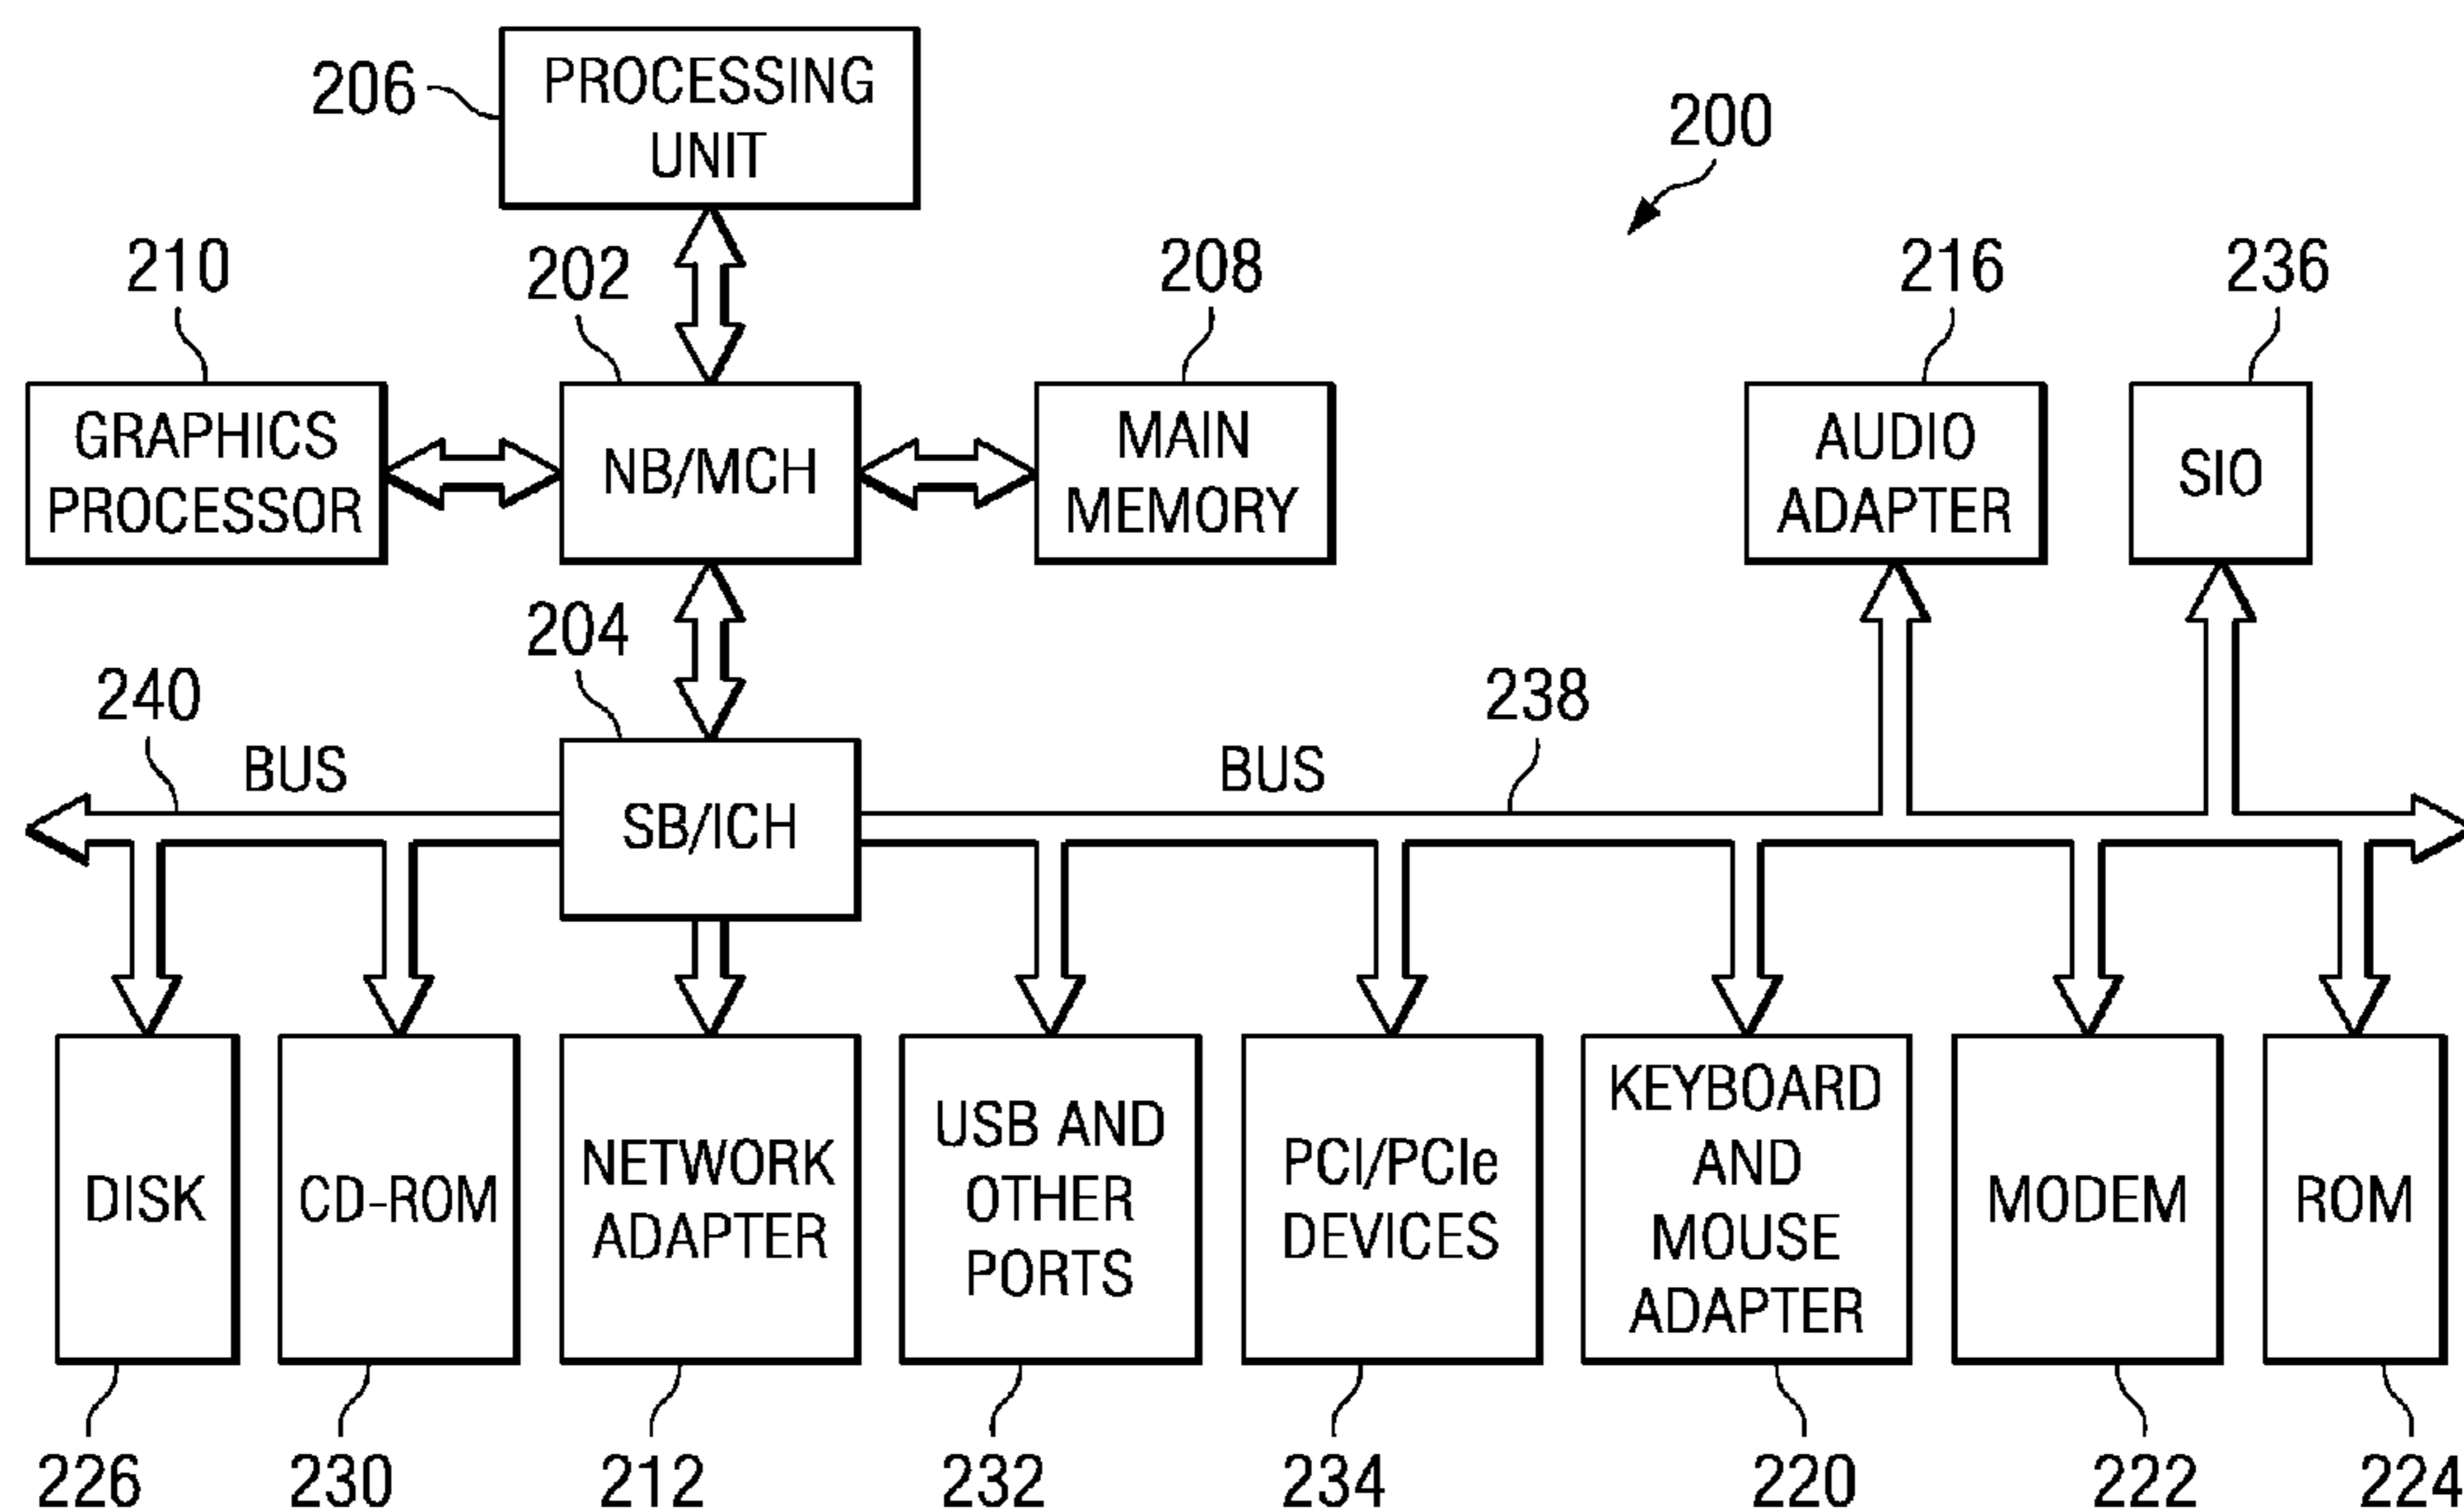 PROCESSING
UNIT
206
200
210
202
208
216
236
GRAPHICS
PROCESSOR
NB/MCH
MAIN
MEMORY
AUDIO
ADAPTER
SIO
204
240
238
BUS
BUS
SB/ICH
DISK
CD-ROM
NETWORK
ADAPTER
USB AND
OTHER
PORTS
PCI/PCIe
DEVICES
KEYBOARD
AND
MOUSE
ADAPTER
MODEM
ROM
226
230
212
232
234
220
222
224